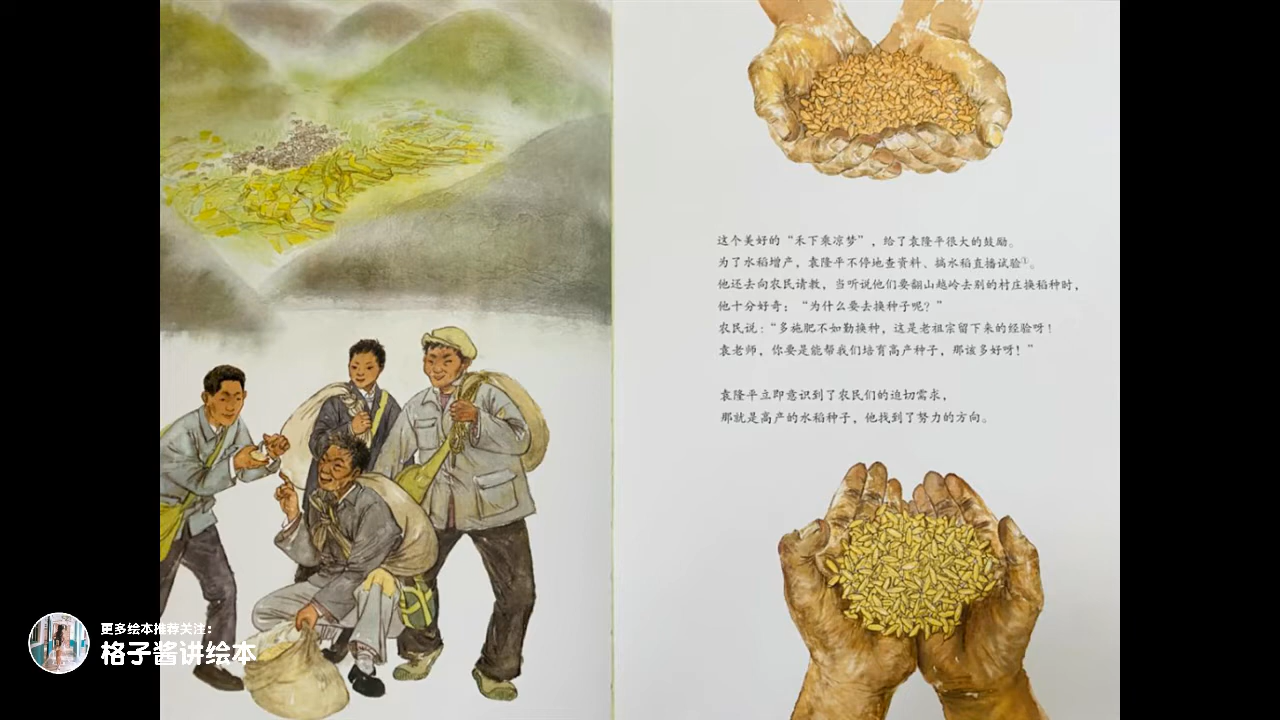 这个美好的“禾下乘凉梦”，给了袁隆平很大的鼓励。
为了水稻增产，袁隆平不停地查资料、搞水稻直播试验①。
他还去向农民请教，当听说他们要翻山越岭去别的村庄换稻种时，
他十分好奇：“为什么要去换种子呢？”
农民说：“多施肥不如勤换种，这是老祖宗留下来的经验呀！
袁老师，你要是能帮我们培育高产种子，那该多好呀！”
袁隆平立即意识到了农民们的迫切需求，
那就是高产的水稻种子，他找到了努力的方向。
更多绘本推荐关注：
格子酱讲绘本